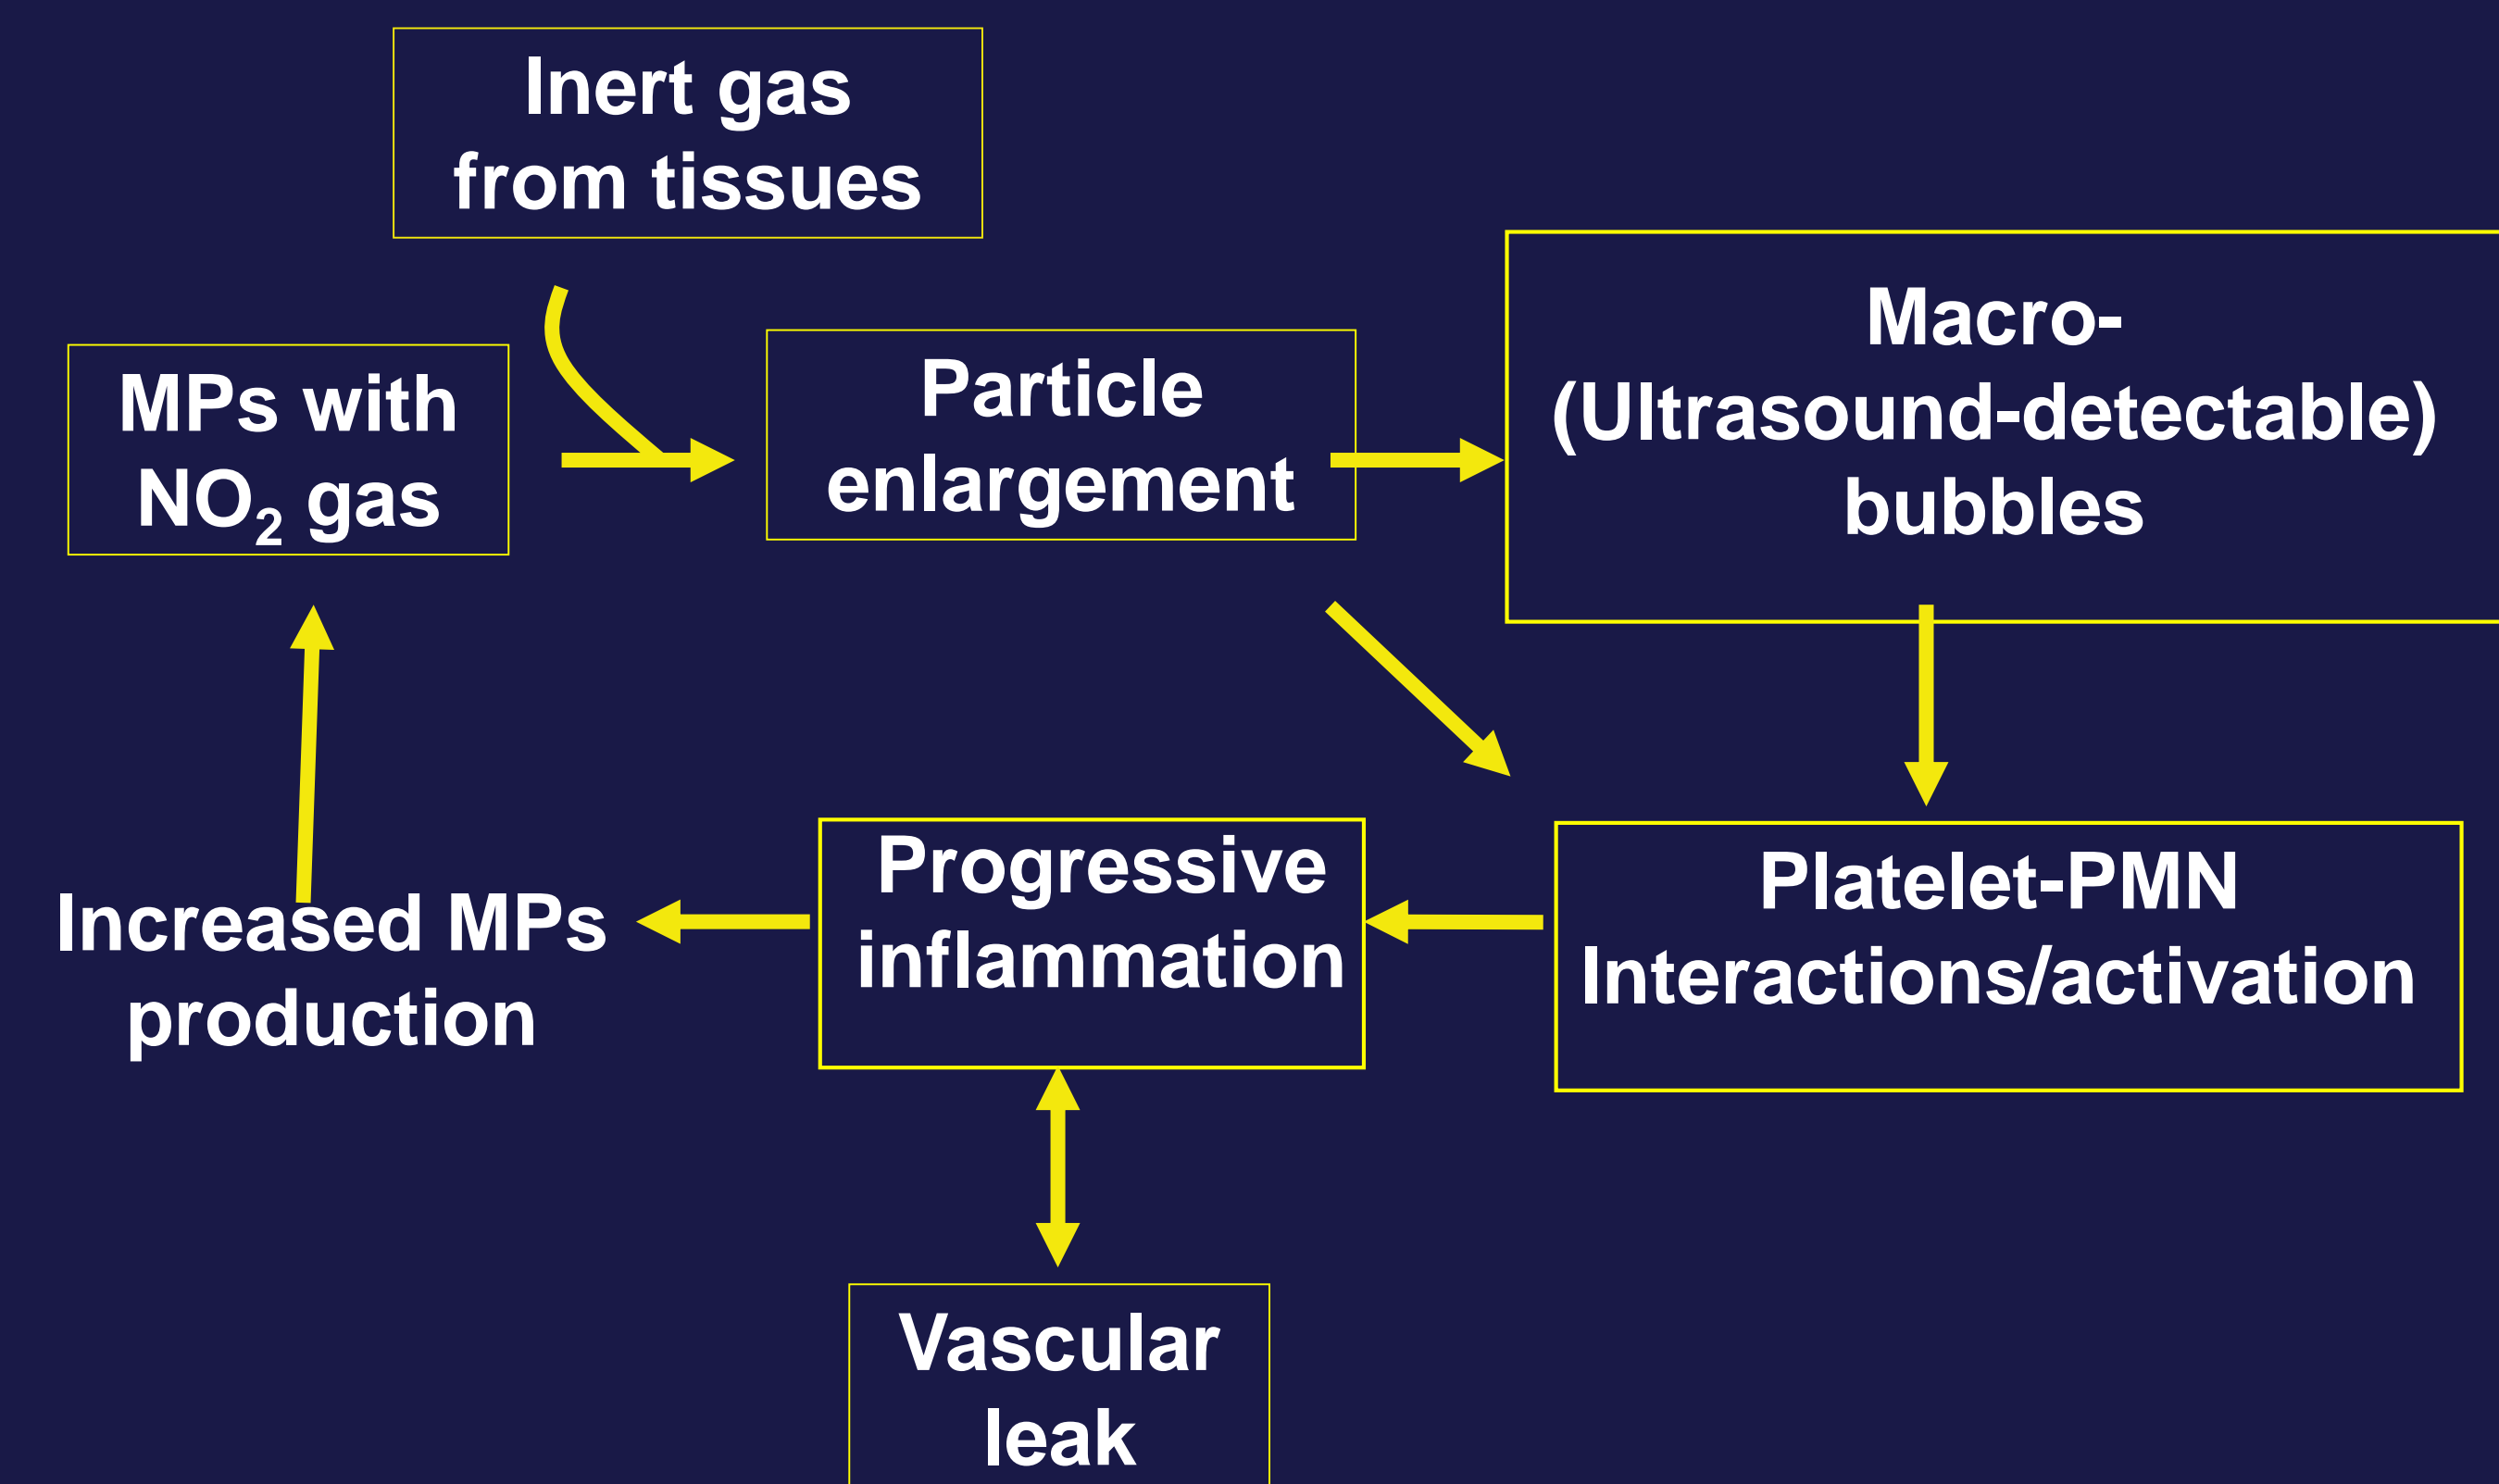 Inert gas
from tissues
MPs with
NO₂ gas
Particle
enlargement
Macro-
(Ultrasound-detectable)
bubbles
Increased MPs
production
Progressive
inflammation
Platelet-PMN
Interactions/activation
Vascular
leak